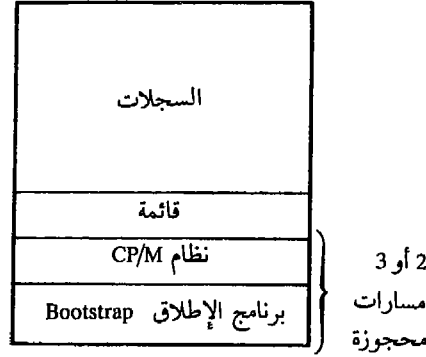 السجلات
قائمة
نظام CP/M
برنامج الإطلاق Bootstrap
2 أو 3
مسارات
محجوزة